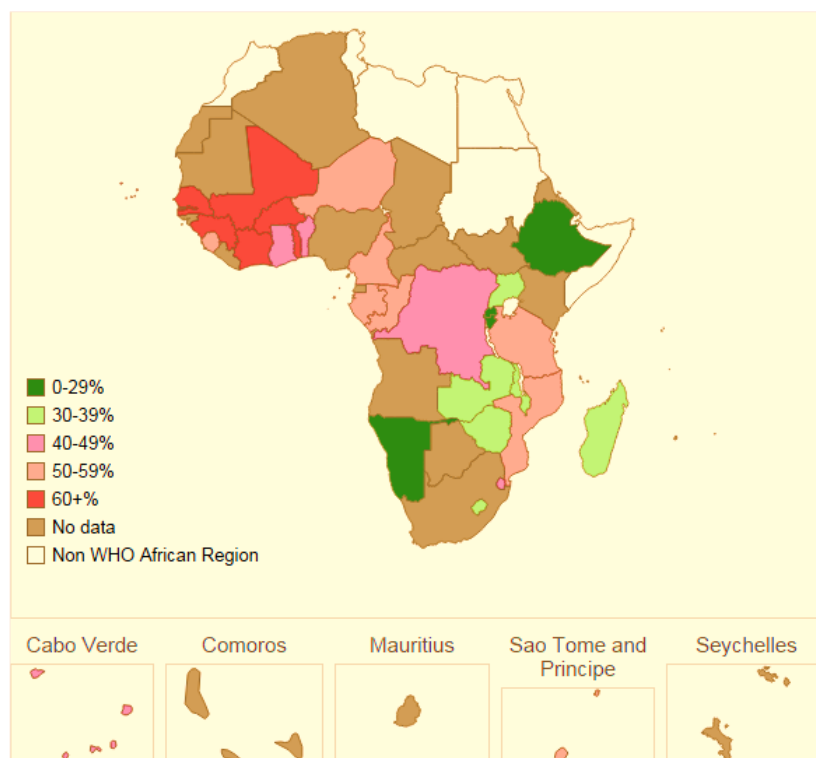 0-29%
30-39%
40-49%
50-59%
60+%
No data
Non WHO African Region
Cabo Verde
Comoros
Mauritius
Sao Tome and
Principe
Seychelles